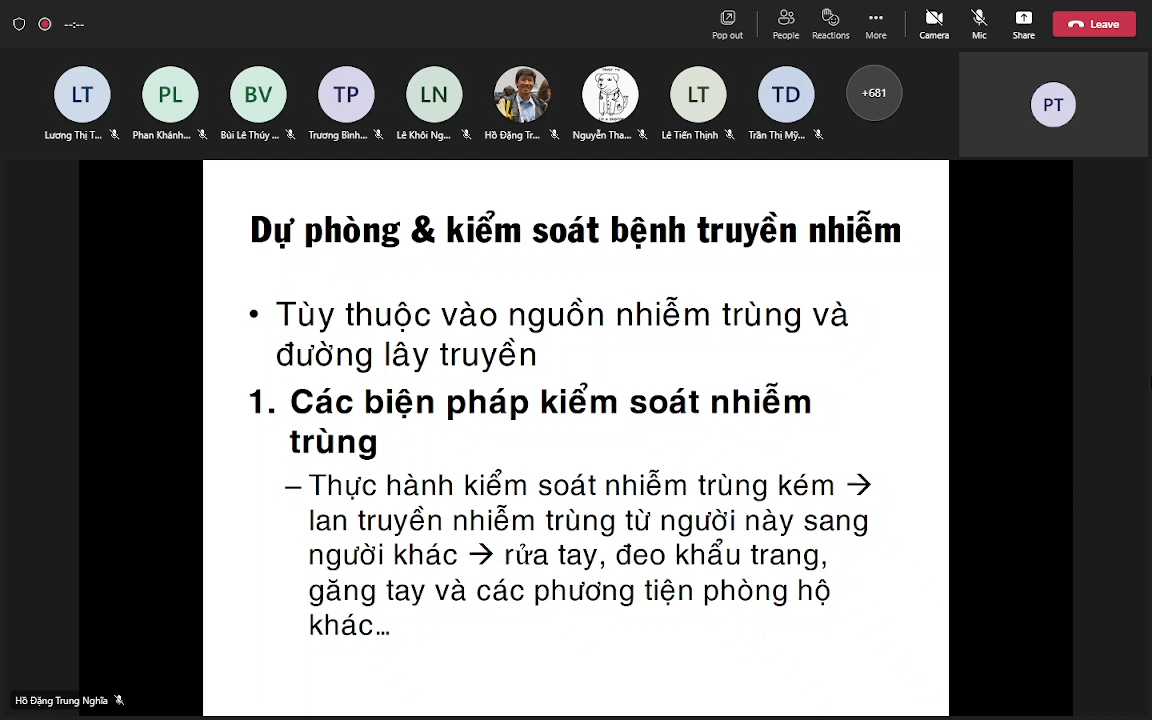 --:--
Pop out
People
Reactions
More
Camera
Mic
Share
Leave
LT
PL
BV
TP
LN
LT
TD
+681
PT
Lương Thị T...
Phan Khánh...
Bùi Lê Thúy ...
Trương Bình...
Lê Khôi Ng...
Hồ Đặng Tr...
Nguyễn Tha...
Lê Tiến Thịnh
Trần Thị Mỹ...
Dự phòng & kiểm soát bệnh truyền nhiễm
• Tùy thuộc vào nguồn nhiễm trùng và
đường lây truyền
1. Các biện pháp kiểm soát nhiễm
trùng
– Thực hành kiểm soát nhiễm trùng kém →
lan truyền nhiễm trùng từ người này sang
người khác → rửa tay, đeo khẩu trang,
găng tay và các phương tiện phòng hộ
khác…
Hồ Đặng Trung Nghĩa